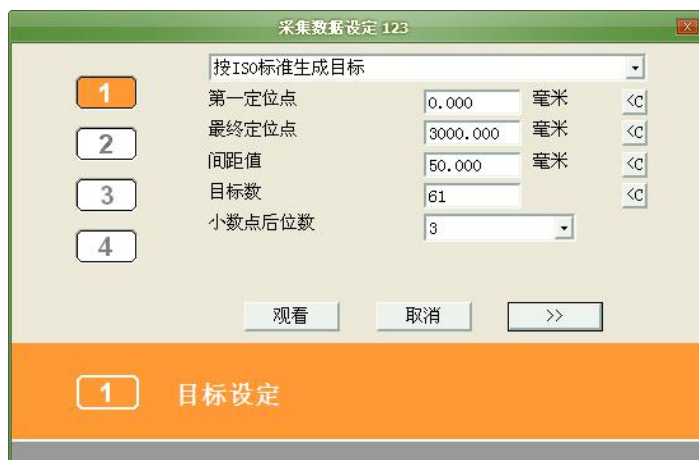 采集数据设定 123
按ISO标准生成目标
1
第一定位点 0.000 毫米 <C
2
最终定位点 3000.000 毫米 <C
间距值 50.000 毫米 <C
3
目标数 61 <C
小数点后位数 3
4
观看 取消 >>
1 目标设定